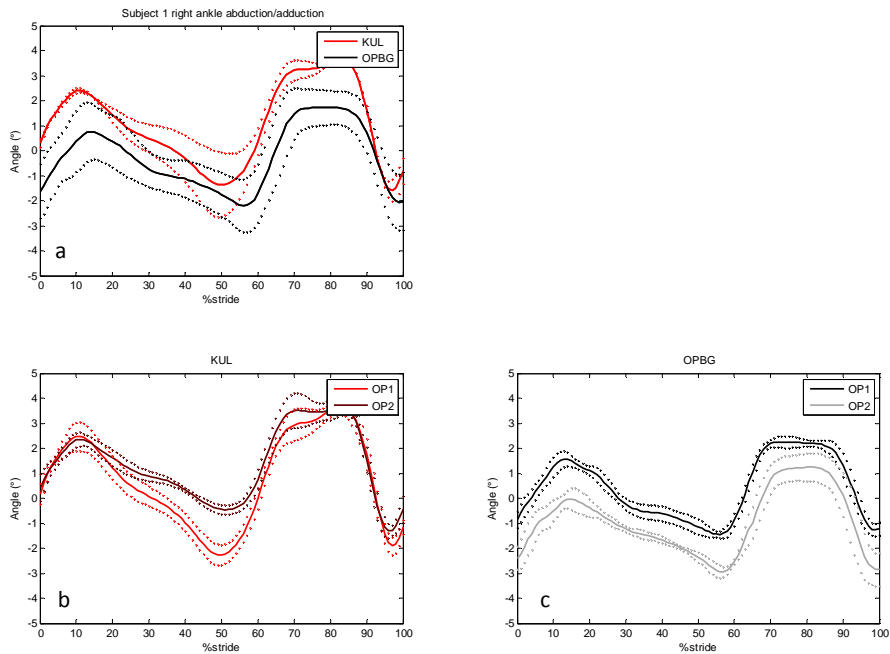 Subject 1 right ankle abduction/adduction
5
4
3
2
1
0
-1
-2
-3
-4
-5
Angle (°)
KUL
OPBG
a
0 10 20 30 40 50 60 70 80 90 100
%stride
KUL
5
4
3
2
1
0
-1
-2
-3
-4
-5
Angle (°)
OP1
OP2
b
0 10 20 30 40 50 60 70 80 90 100
%stride
OPBG
5
4
3
2
1
0
-1
-2
-3
-4
-5
Angle (°)
OP1
OP2
c
0 10 20 30 40 50 60 70 80 90 100
%stride